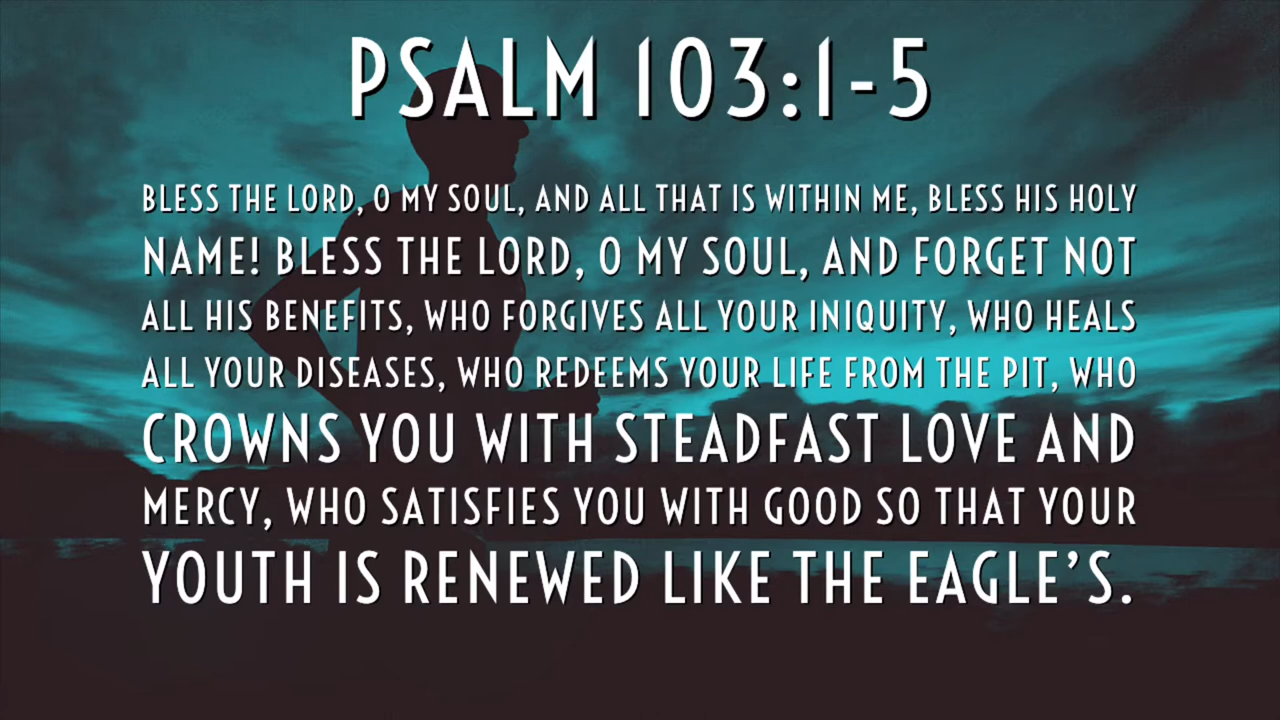 PSALM 103:1-5
BLESS THE LORD, O MY SOUL, AND ALL THAT IS WITHIN ME, BLESS HIS HOLY
NAME! BLESS THE LORD, O MY SOUL, AND FORGET NOT
ALL HIS BENEFITS, WHO FORGIVES ALL YOUR INIQUITY, WHO HEALS
ALL YOUR DISEASES, WHO REDEEMS YOUR LIFE FROM THE PIT, WHO
CROWNS YOU WITH STEADFAST LOVE AND
MERCY, WHO SATISFIES YOU WITH GOOD SO THAT YOUR
YOUTH IS RENEWED LIKE THE EAGLE’S.